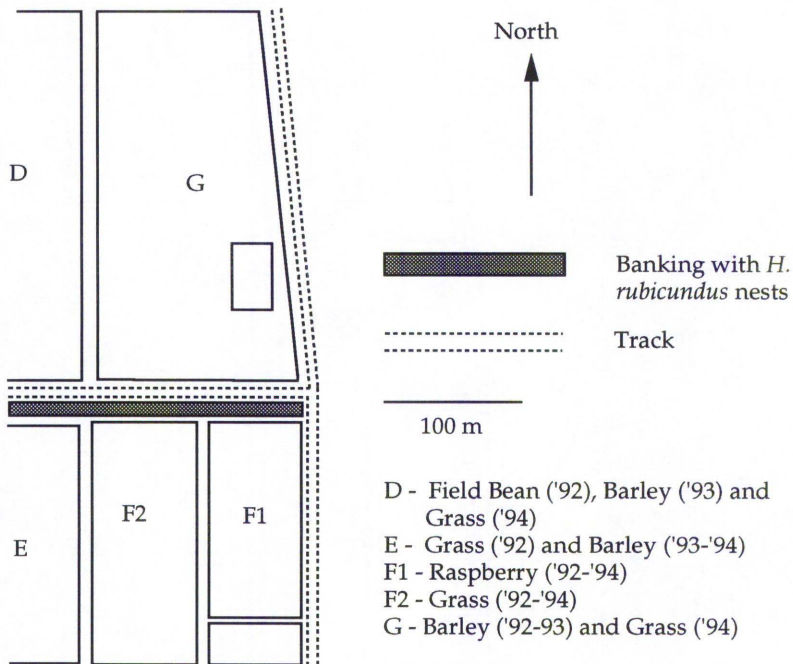 North
D
G
Banking with H.
rubicundus nests
Track
100 m
F2
F1
E
D - Field Bean ('92), Barley ('93) and
Grass ('94)
E - Grass ('92) and Barley ('93-'94)
F1 - Raspberry ('92-'94)
F2 - Grass ('92-'94)
G - Barley ('92-93) and Grass ('94)